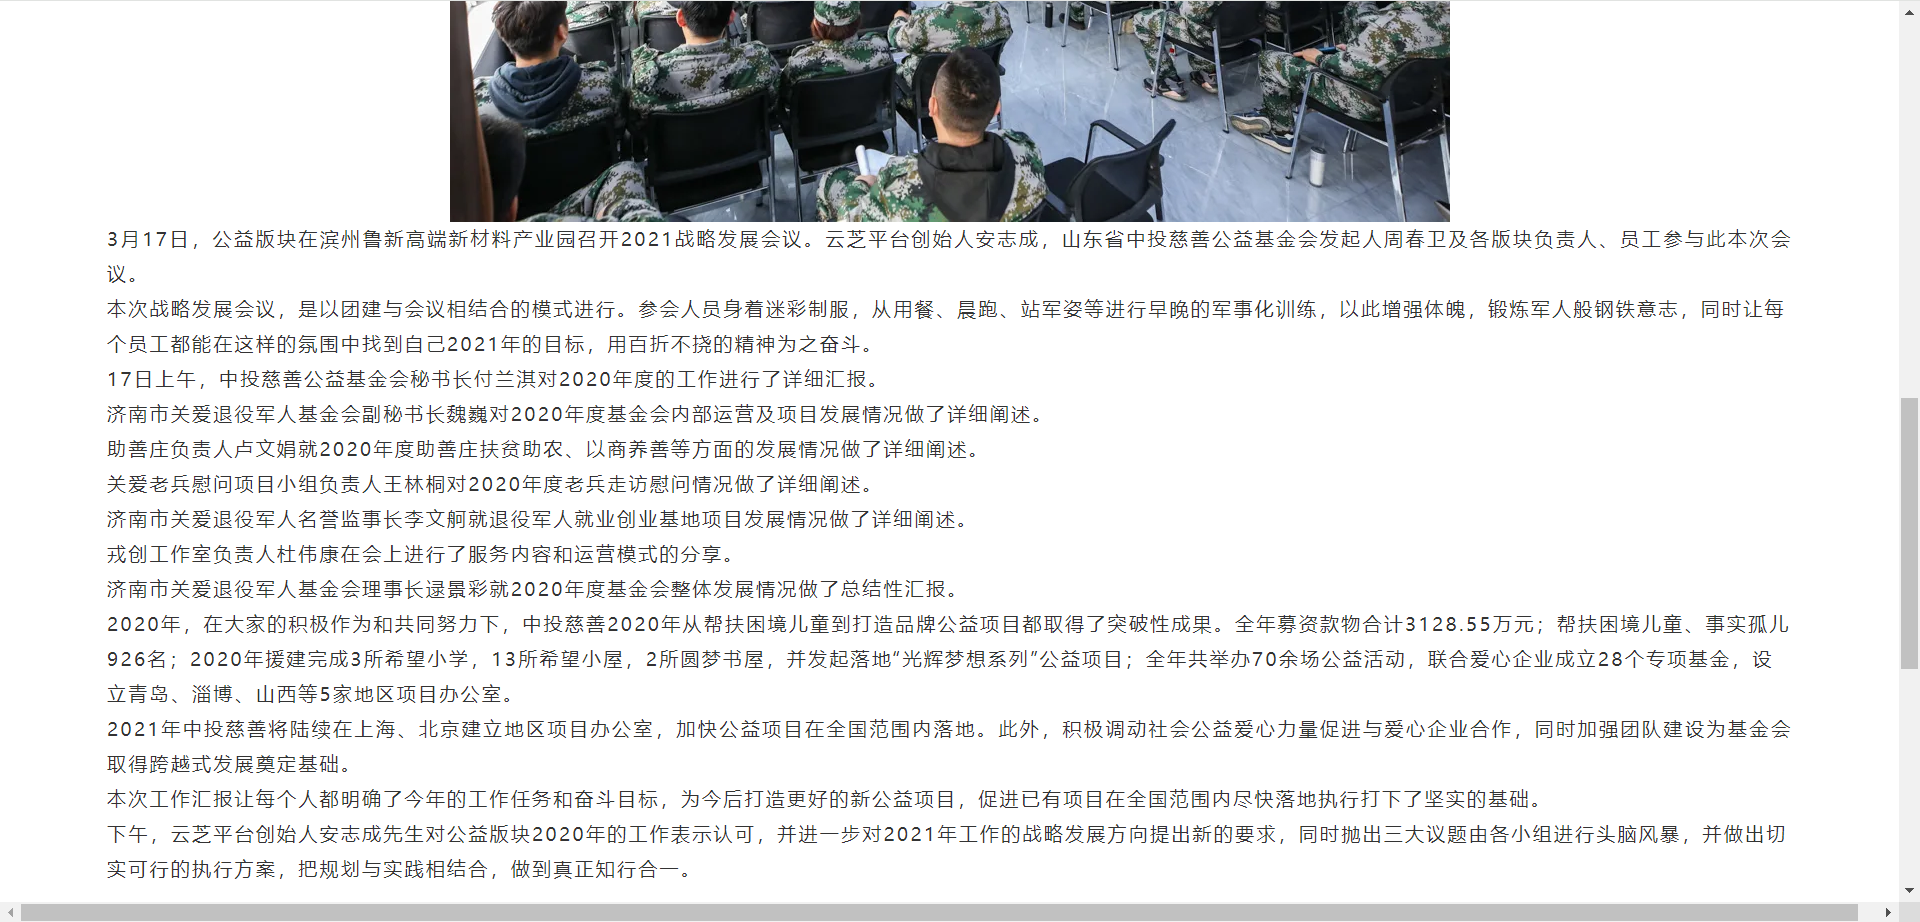 3月17日，公益版块在滨州鲁新高端新材料产业园召开2021战略发展会议。云芝平台创始人安志成，山东省中投慈善公益基金会发起人周春卫及各版块负责人、员工参与此本次会
议。
本次战略发展会议，是以团建与会议相结合的模式进行。参会人员身着迷彩制服，从用餐、晨跑、站军姿等进行早晚的军事化训练，以此增强体魄，锻炼军人般钢铁意志，同时让每
个员工都能在这样的氛围中找到自己2021年的目标，用百折不挠的精神为之奋斗。
17日上午，中投慈善公益基金会秘书长付兰淇对2020年度的工作进行了详细汇报。
济南市关爱退役军人基金会副秘书长魏巍对2020年度基金会内部运营及项目发展情况做了详细阐述。
助善庄负责人卢文娟就2020年度助善庄扶贫助农、以商养善等方面的发展情况做了详细阐述。
关爱老兵慰问项目小组负责人王林桐对2020年度老兵走访慰问情况做了详细阐述。
济南市关爱退役军人名誉监事长李文舸就退役军人就业创业基地项目发展情况做了详细阐述。
戎创工作室负责人杜伟康在会上进行了服务内容和运营模式的分享。
济南市关爱退役军人基金会理事长逯景彩就2020年度基金会整体发展情况做了总结性汇报。
2020年，在大家的积极作为和共同努力下，中投慈善2020年从帮扶困境儿童到打造品牌公益项目都取得了突破性成果。全年募资款物合计3128.55万元；帮扶困境儿童、事实孤儿
926名；2020年援建完成3所希望小学，13所希望小屋，2所圆梦书屋，并发起落地“光辉梦想系列”公益项目；全年共举办70余场公益活动，联合爱心企业成立28个专项基金，设
立青岛、淄博、山西等5家地区项目办公室。
2021年中投慈善将陆续在上海、北京建立地区项目办公室，加快公益项目在全国范围内落地。此外，积极调动社会公益爱心力量促进与爱心企业合作，同时加强团队建设为基金会
取得跨越式发展奠定基础。
本次工作汇报让每个人都明确了今年的工作任务和奋斗目标，为今后打造更好的新公益项目，促进已有项目在全国范围内尽快落地执行打下了坚实的基础。
下午，云芝平台创始人安志成先生对公益版块2020年的工作表示认可，并进一步对2021年工作的战略发展方向提出新的要求，同时抛出三大议题由各小组进行头脑风暴，并做出切
实可行的执行方案，把规划与实践相结合，做到真正知行合一。